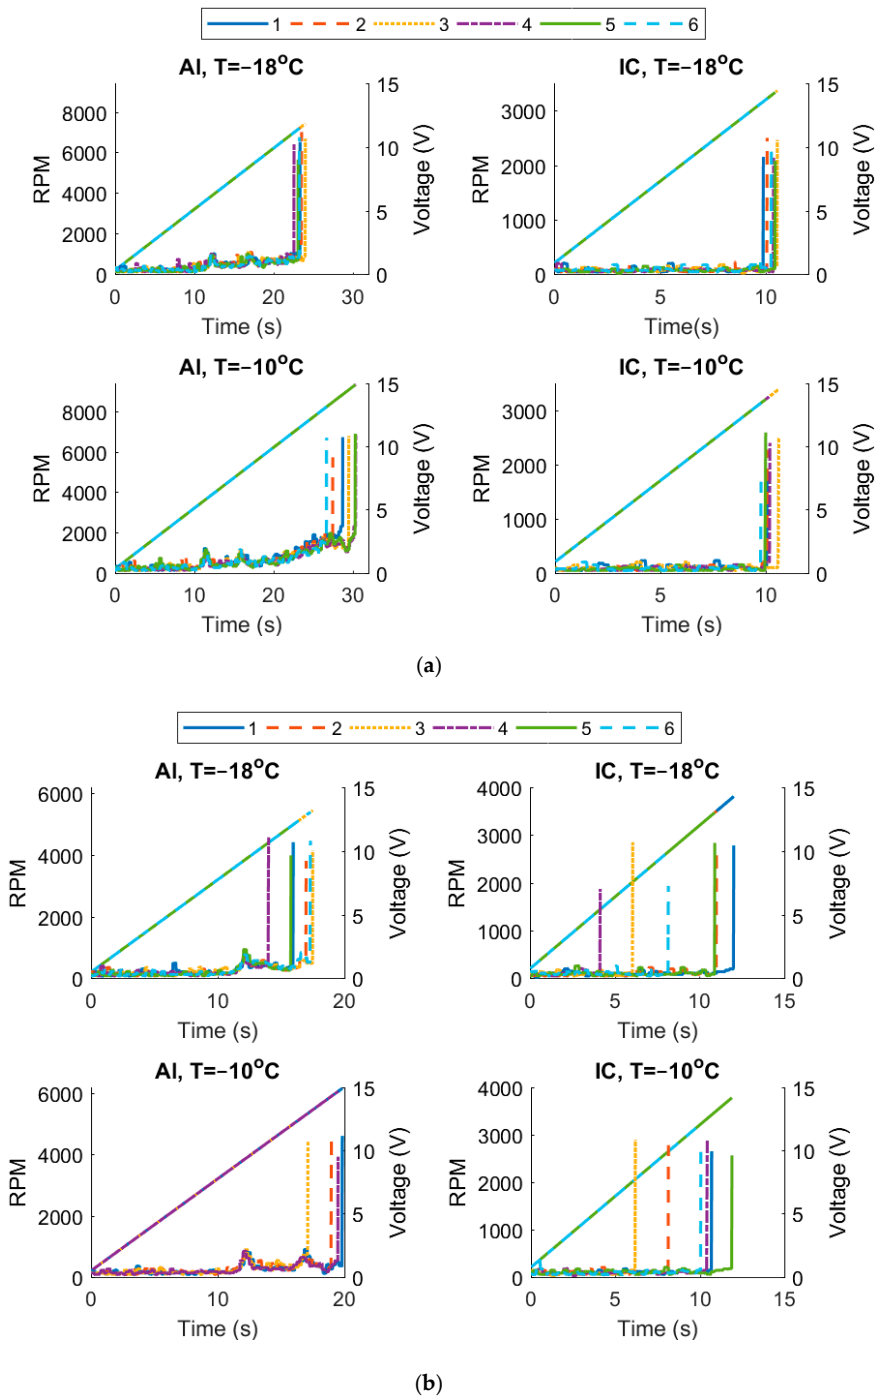 (a)
1 2 3 4 5 6
AI, T=−18°C
RPM
8000
6000
4000
2000
0
0 10 20 30
Time (s)
15
10
5
0
Voltage (V)
IC, T=−18°C
RPM
3000
2000
1000
0
0 5 10
Time(s)
15
10
5
0
Voltage (V)
AI, T=−10°C
RPM
8000
6000
4000
2000
0
0 10 20 30
Time (s)
15
10
5
0
Voltage (V)
IC, T=−10°C
RPM
3000
2000
1000
0
0 5 10
Time (s)
15
10
5
0
Voltage (V)
(a)
1 2 3 4 5 6
AI, T=−18°C
RPM
6000
4000
2000
0
0 10 20
Time (s)
15
10
5
0
Voltage (V)
IC, T=−18°C
RPM
4000
3000
2000
1000
0
0 5 10 15
Time (s)
15
10
5
0
Voltage (V)
AI, T=−10°C
RPM
6000
4000
2000
0
0 10 20
Time (s)
15
10
5
0
Voltage (V)
IC, T=−10°C
RPM
4000
3000
2000
1000
0
0 5 10 15
Time (s)
15
10
5
0
Voltage (V)
(b)